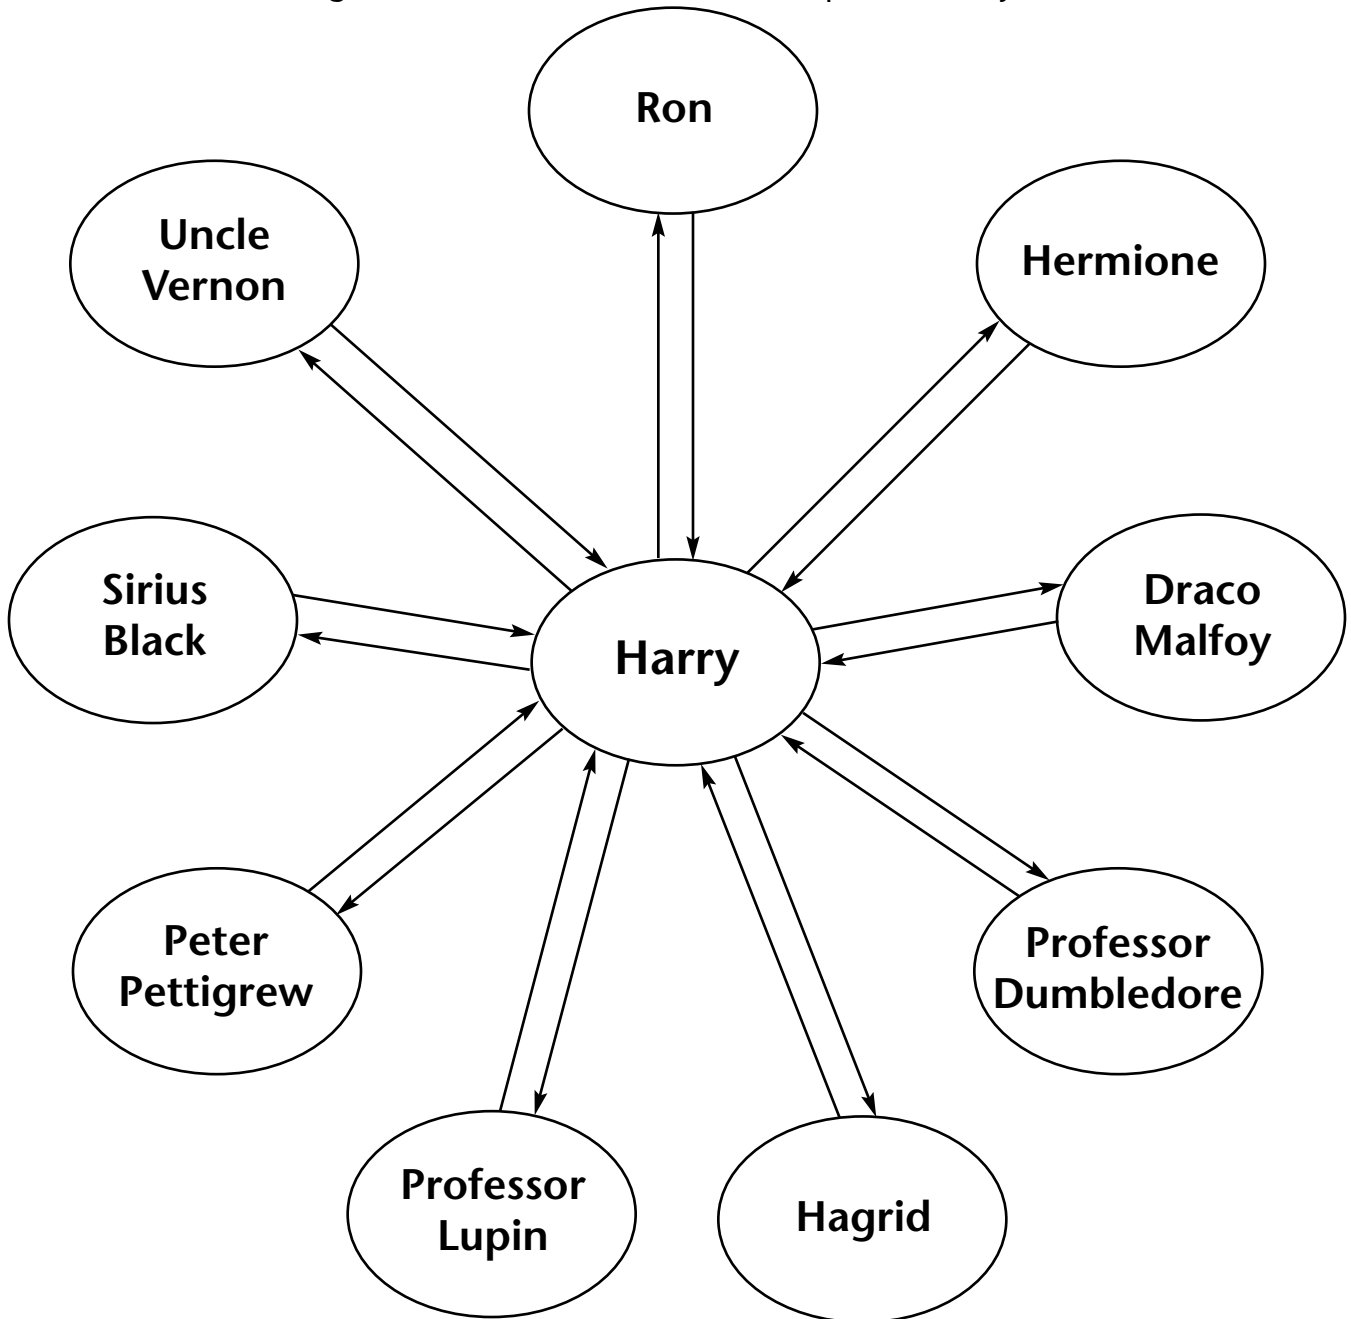 Ron
Uncle
Vernon
Hermione
Sirius
Black
Harry
Draco
Malfoy
Peter
Pettigrew
Professor
Dumbledore
Professor
Lupin
Hagrid